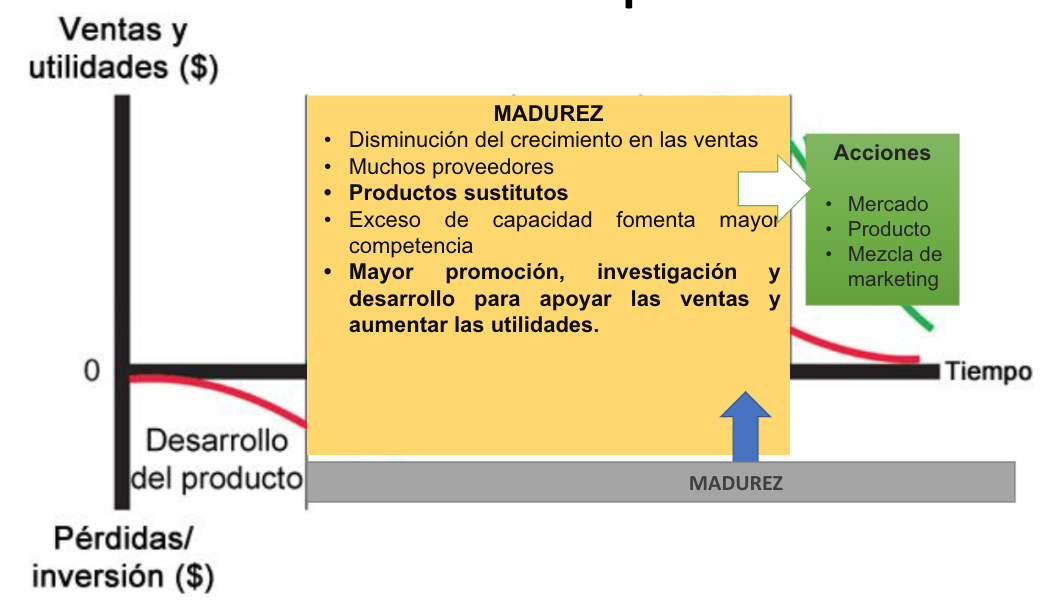 Ventas y
utilidades ($)
MADUREZ
• Disminución del crecimiento en las ventas
• Muchos proveedores
• Productos sustitutos
• Exceso de capacidad fomenta mayor
competencia
• Mayor promoción, investigación y
desarrollo para apoyar las ventas y
aumentar las utilidades.
Acciones
• Mercado
• Producto
• Mezcla de
marketing
0
Tiempo
Desarrollo
del producto
MADUREZ
Pérdidas/
inversión ($)